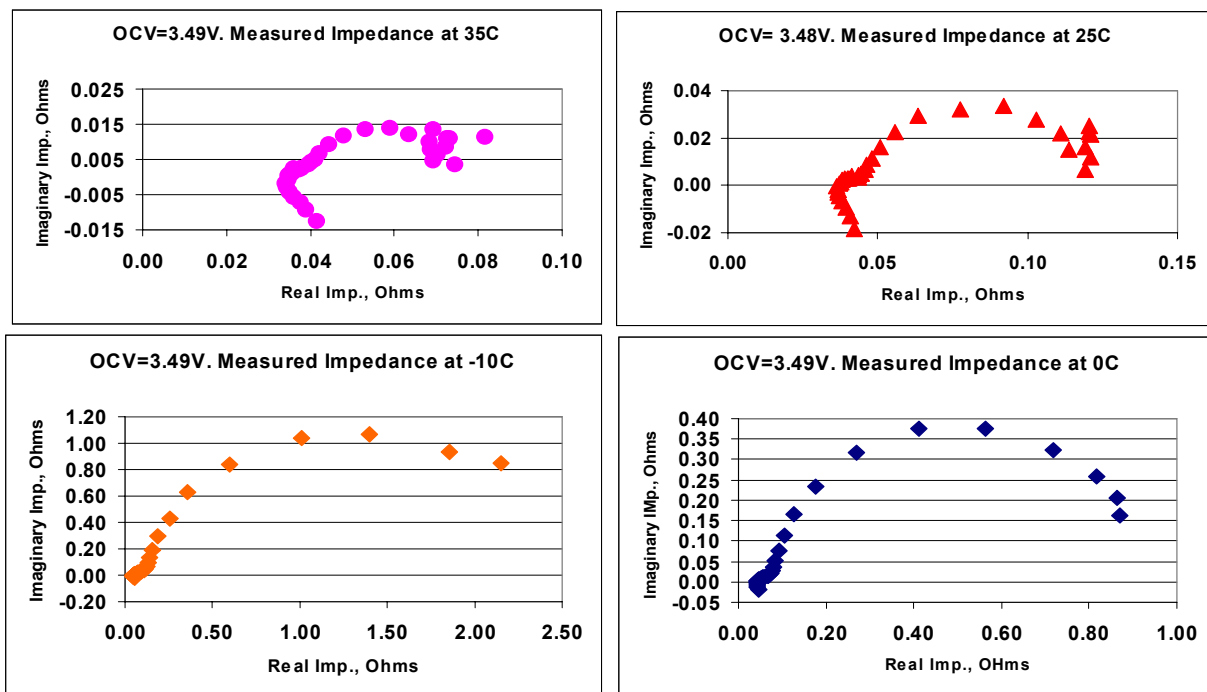 OCV=3.49V. Measured Impedance at 35C
Imaginary Imp., Ohms
0.025
0.015
0.005
-0.005
-0.015
0.00 0.02 0.04 0.06 0.08 0.10
Real Imp., Ohms
OCV= 3.48V. Measured Impedance at 25C
Imaginary Imp., Ohms
0.04
0.02
0.00
-0.02
0.00 0.05 0.10 0.15
Real Imp., Ohms
OCV=3.49V. Measured Impedance at -10C
Imaginary Imp., Ohms
1.20
1.00
0.80
0.60
0.40
0.20
0.00
-0.20
0.00 0.50 1.00 1.50 2.00 2.50
Real Imp., Ohms
OCV=3.49V. Measured Impedance at 0C
Imaginary IMp., Ohms
0.40
0.35
0.30
0.25
0.20
0.15
0.10
0.05
0.00
-0.05
0.00 0.20 0.40 0.60 0.80 1.00
Real Imp., OHms